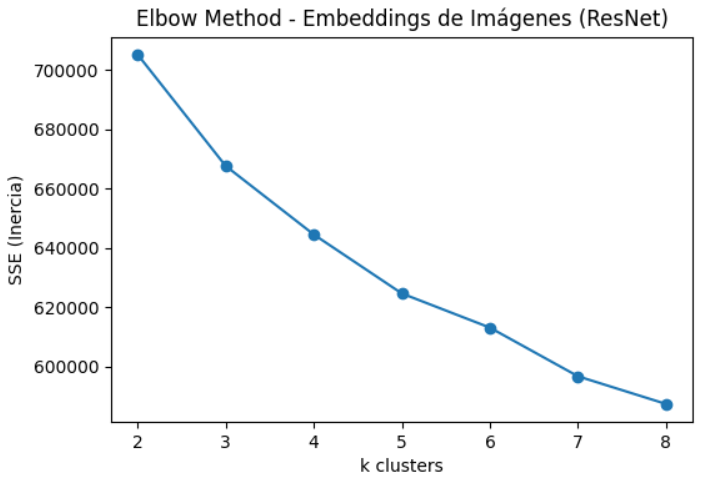 Elbow Method - Embeddings de Imágenes (ResNet)
SSE (Inercia)
700000
680000
660000
640000
620000
600000
2 3 4 5 6 7 8
k clusters